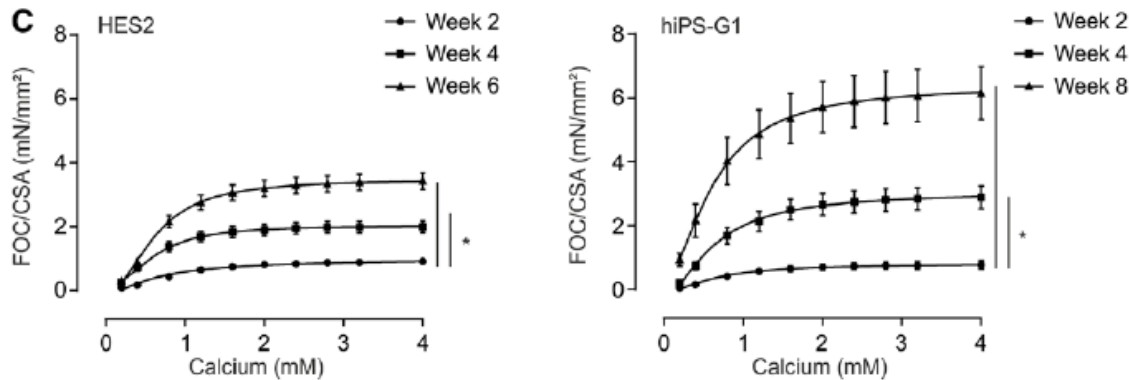 C
HES2
Week 2
Week 4
Week 6
FOC/CSA (mN/mm²)
8
6
4
2
0
*
0 1 2 3 4
Calcium (mM)
hiPS-G1
Week 2
Week 4
Week 8
FOC/CSA (mN/mm²)
8
6
4
2
0
*
0 1 2 3 4
Calcium (mM)